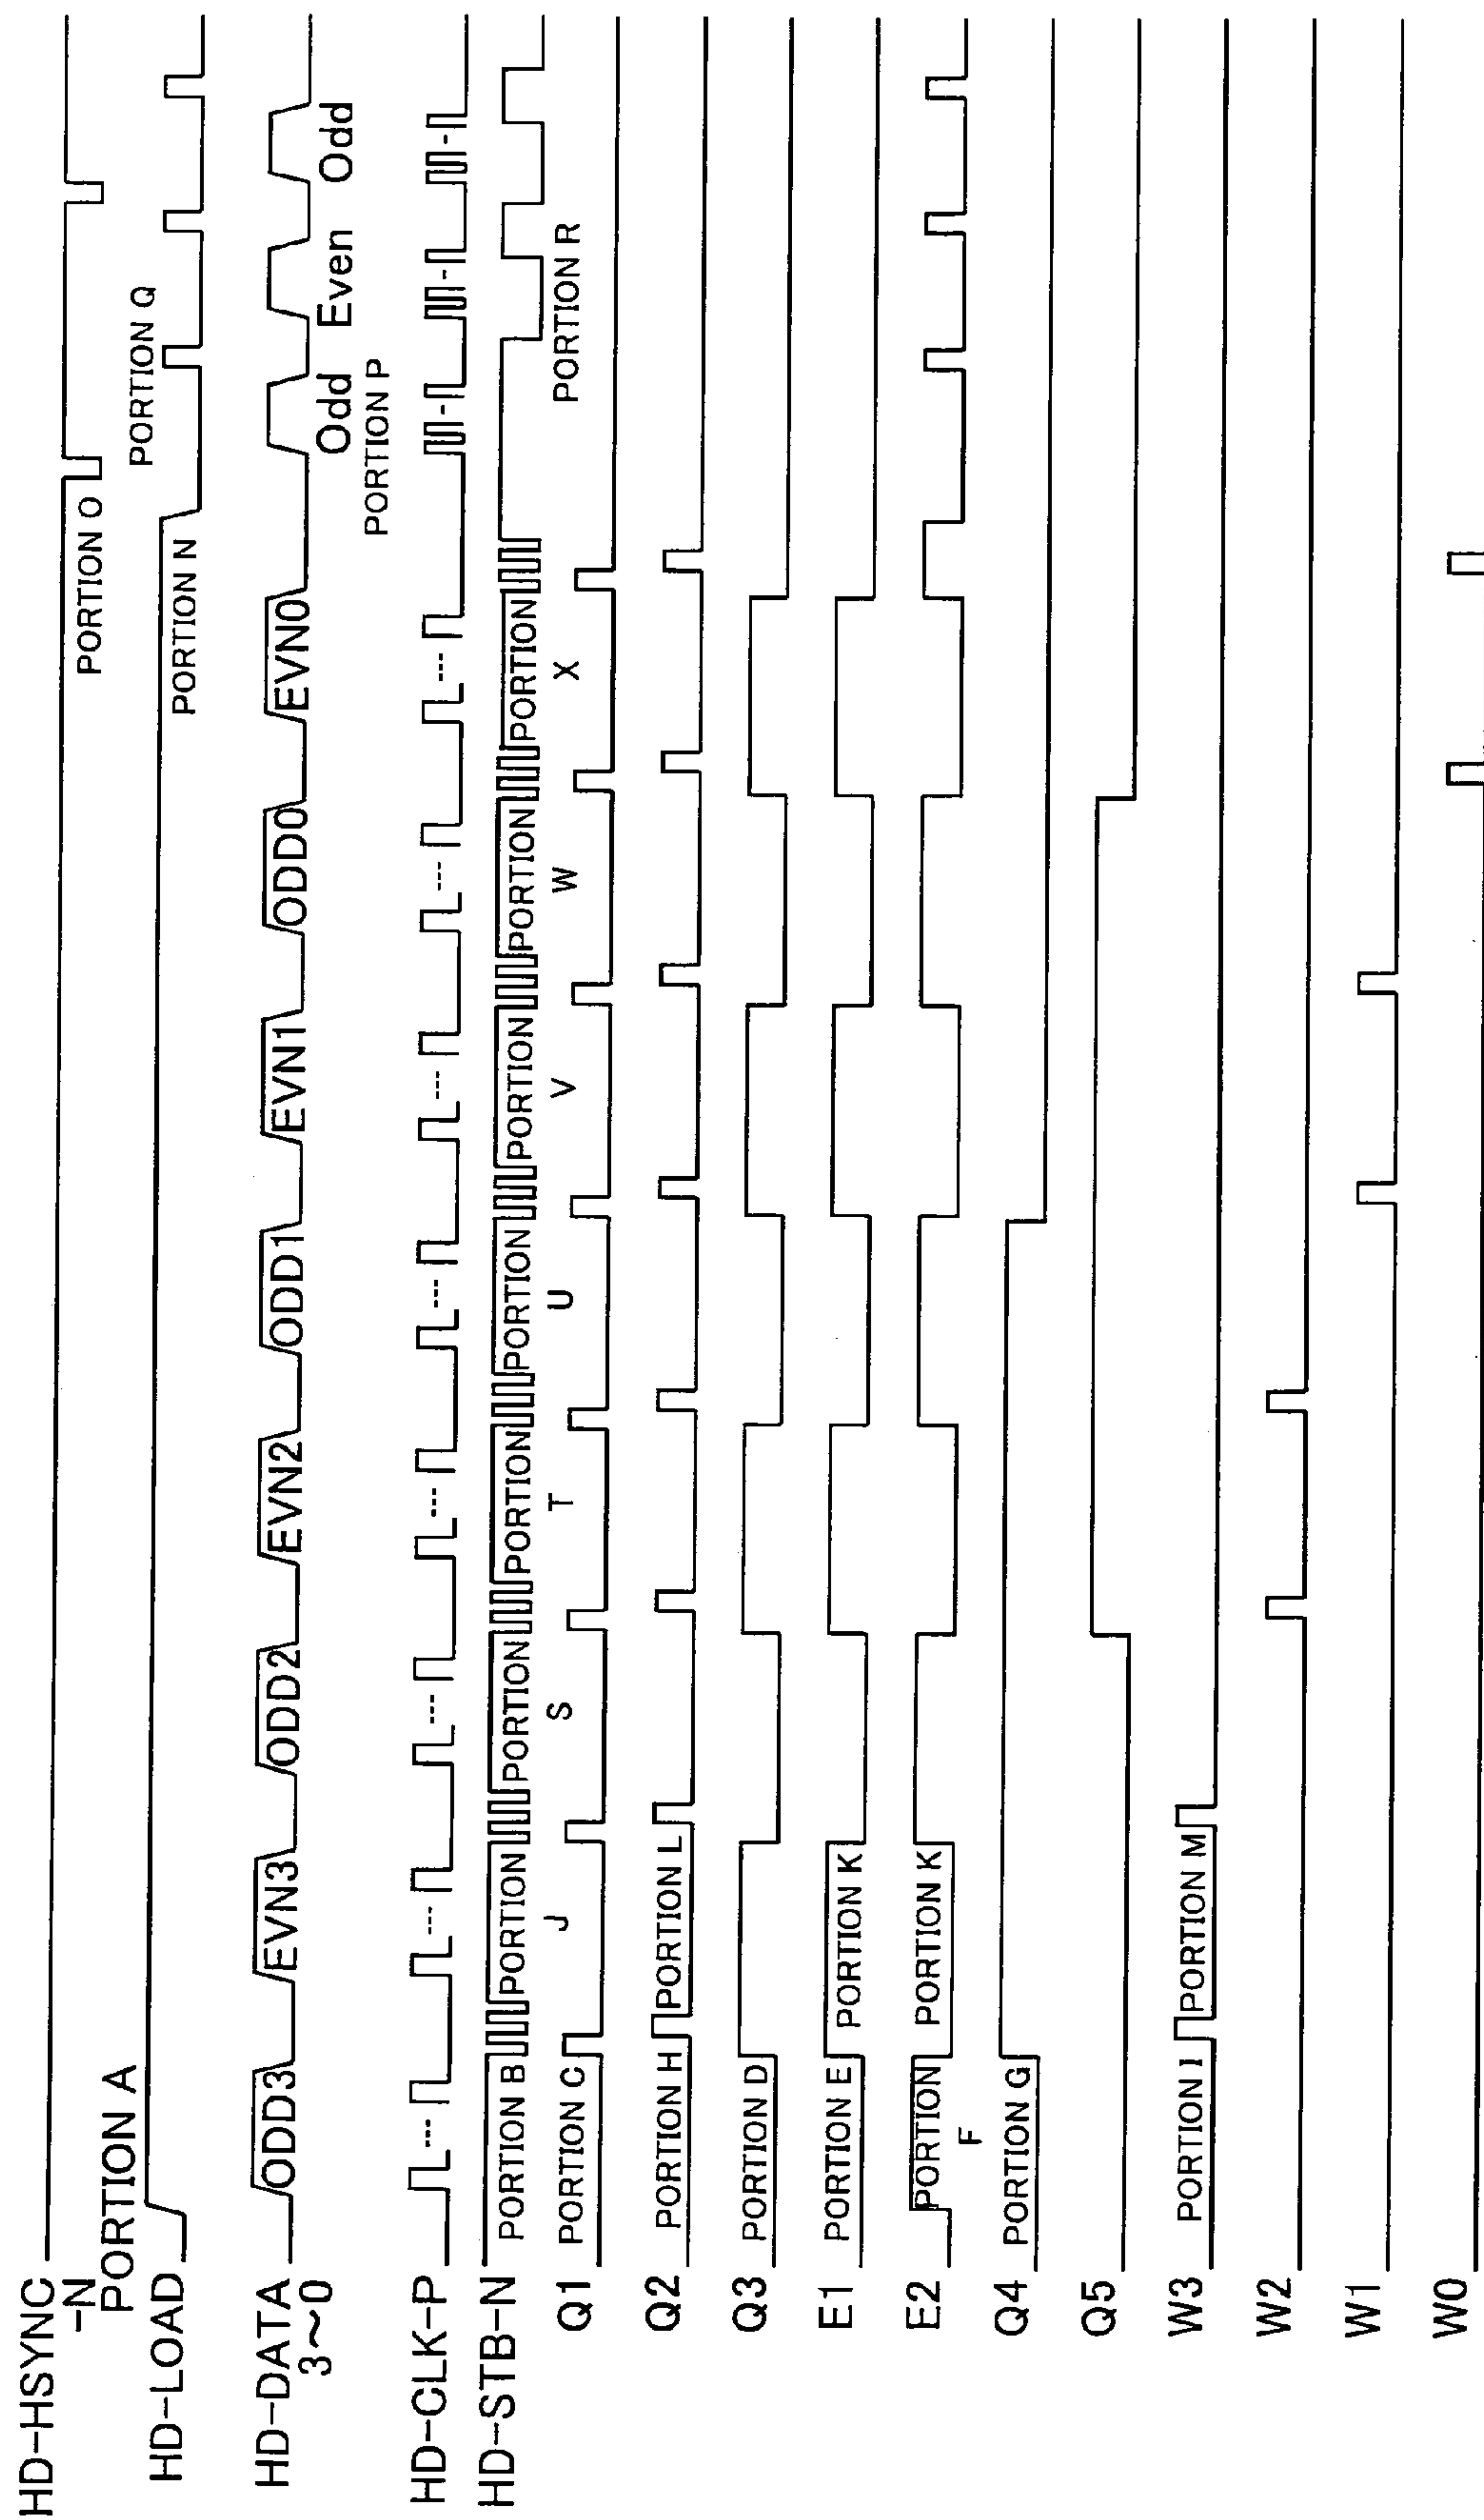 HD-HSYNC
-N
PORTION A
PORTION O
HD-LOAD
PORTION N
PORTION Q
HD-DATA
3~0
ODD3
EVN3
ODD2
EVN2
ODD1
EVN1
ODD0
EVN0
Odd
Even
Odd
HD-CLK-P
PORTION P
HD-STB-N
PORTION B
PORTION
J
PORTION
S
PORTION
T
PORTION
U
PORTION
V
PORTION
W
PORTION
X
PORTION R
Q1
PORTION C
Q2
PORTION H
PORTION L
Q3
PORTION D
E1
PORTION E
PORTION K
E2
PORTION
F
PORTION K
Q4
PORTION G
Q5
W3
PORTION I
PORTION M
W2
W1
W0